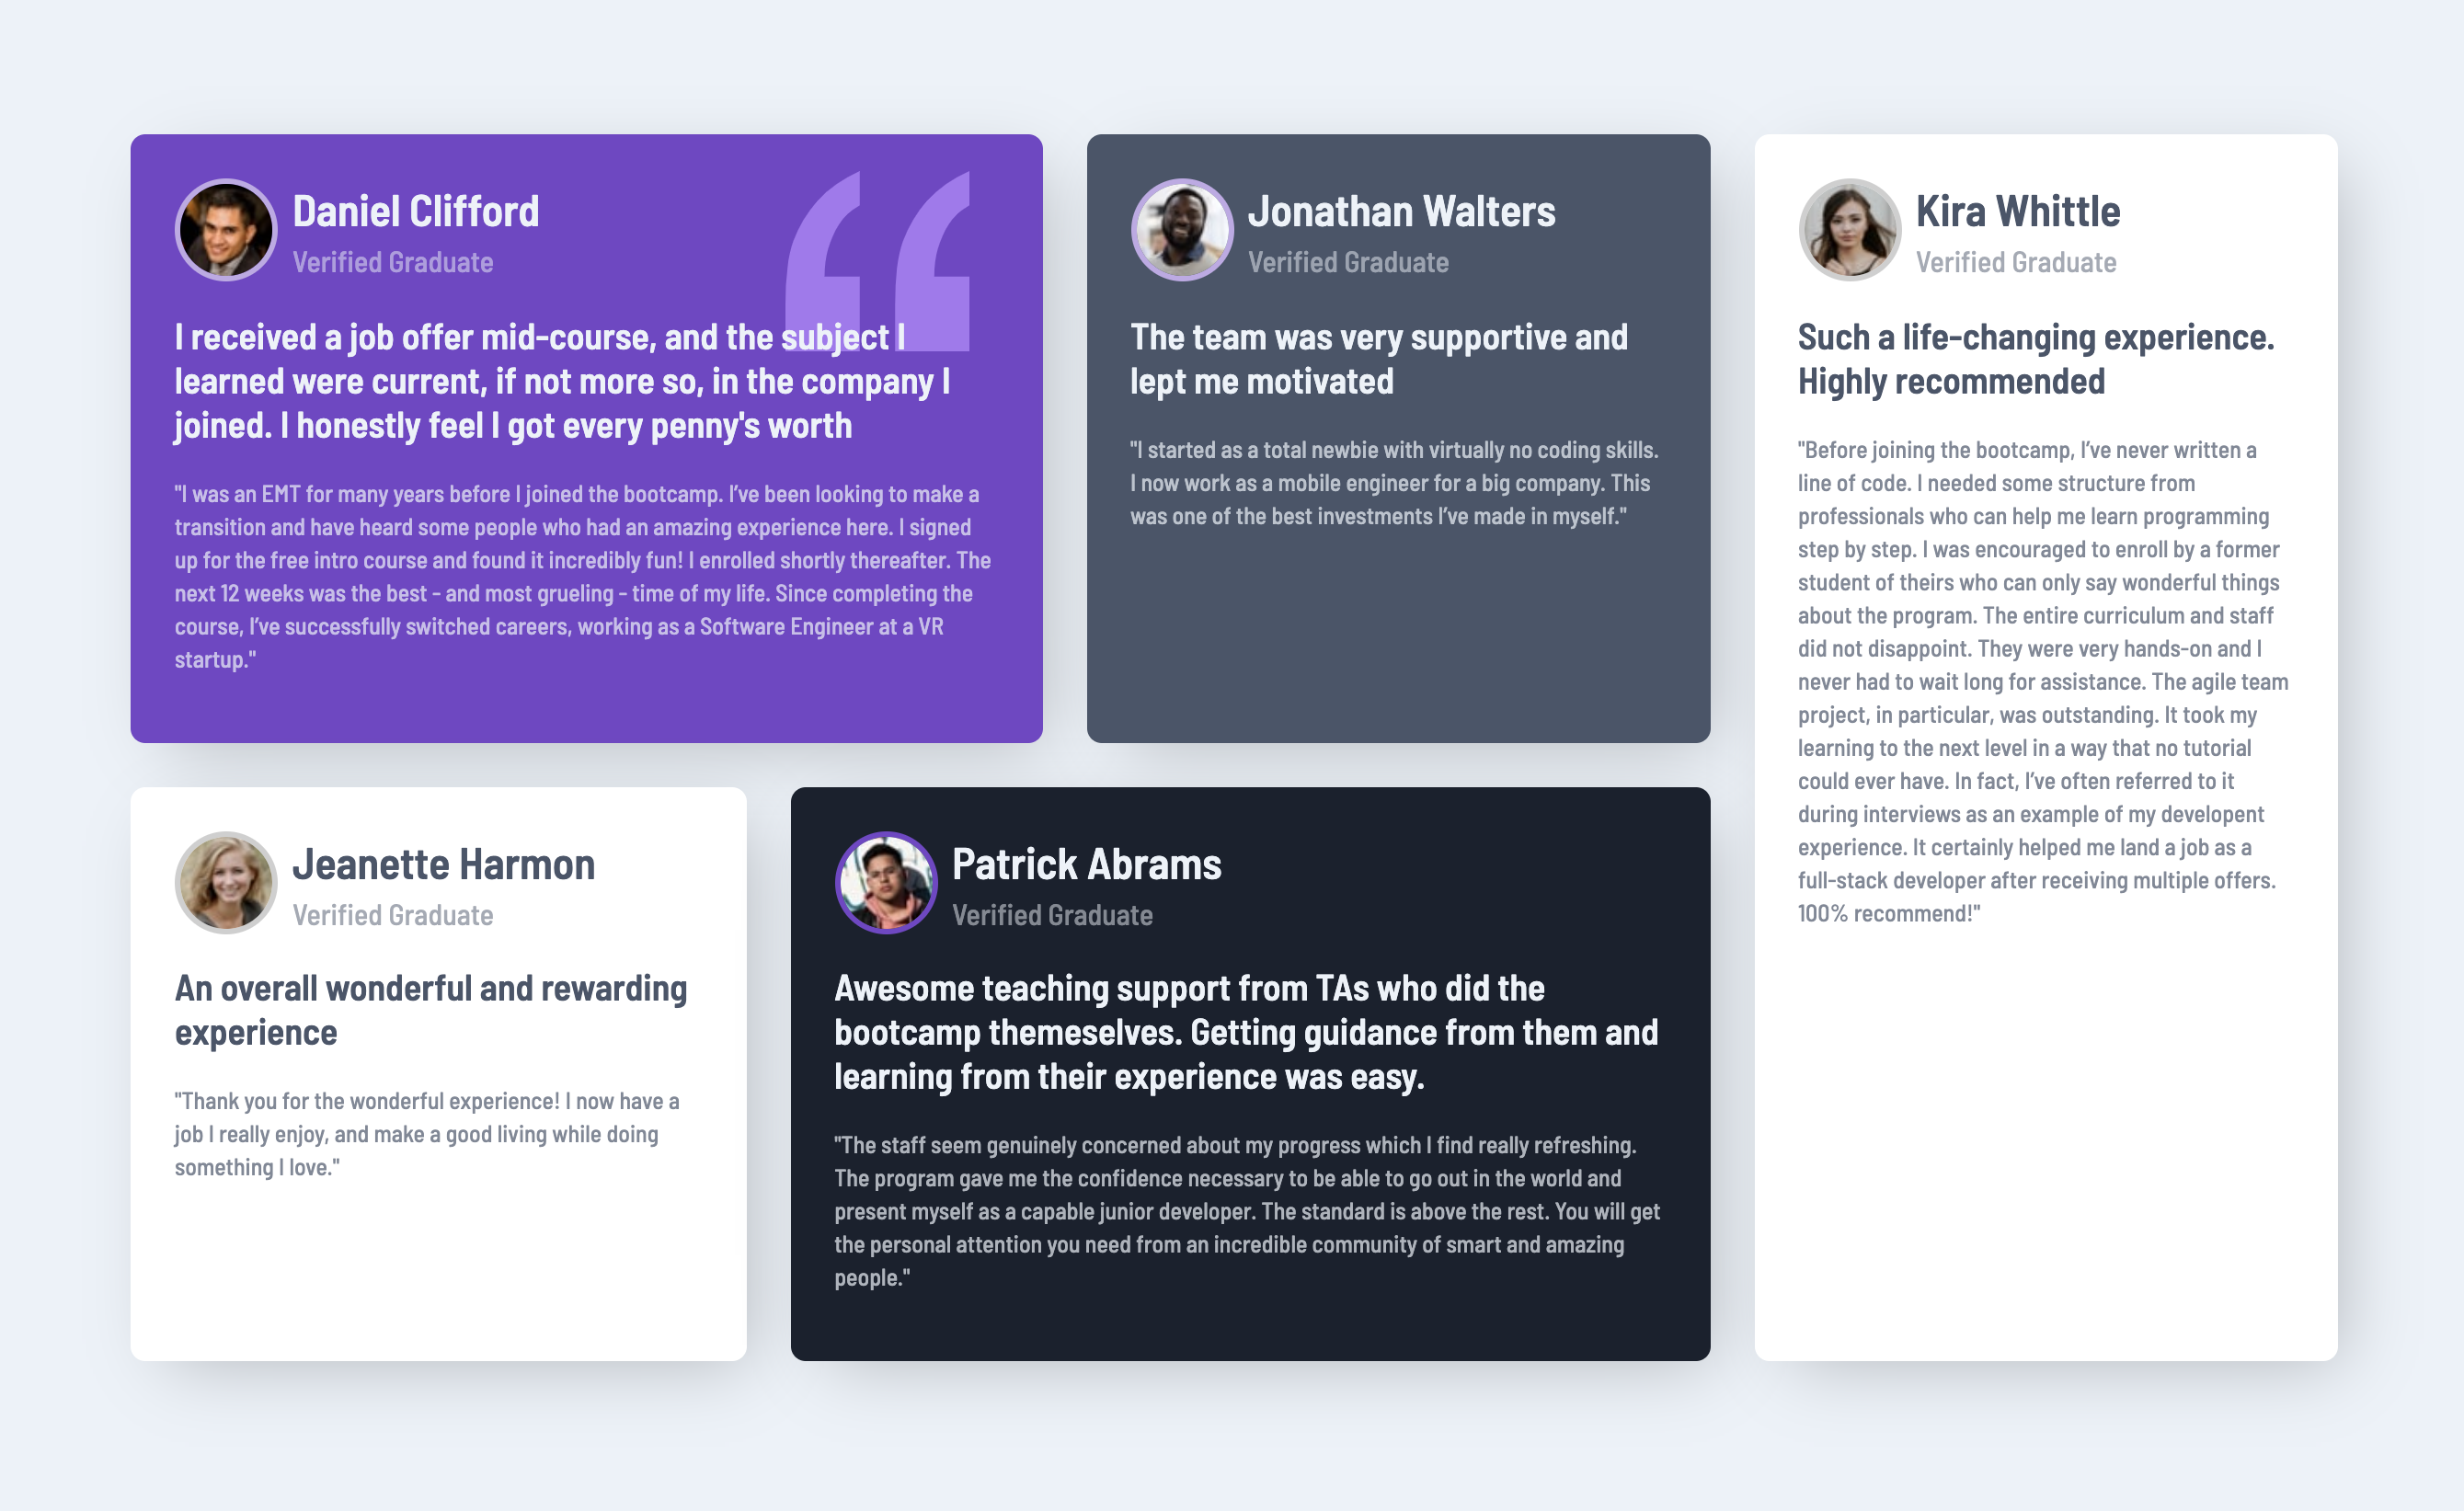 Daniel Clifford
Verified Graduate
I received a job offer mid-course, and the subject I
learned were current, if not more so, in the company I
joined. I honestly feel I got every penny's worth
"I was an EMT for many years before I joined the bootcamp. I’ve been looking to make a
transition and have heard some people who had an amazing experience here. I signed
up for the free intro course and found it incredibly fun! I enrolled shortly thereafter. The
next 12 weeks was the best - and most grueling - time of my life. Since completing the
course, I’ve successfully switched careers, working as a Software Engineer at a VR
startup."
Jonathan Walters
Verified Graduate
The team was very supportive and
lept me motivated
"I started as a total newbie with virtually no coding skills.
I now work as a mobile engineer for a big company. This
was one of the best investments I’ve made in myself."
Kira Whittle
Verified Graduate
Such a life-changing experience.
Highly recommended
"Before joining the bootcamp, I’ve never written a
line of code. I needed some structure from
professionals who can help me learn programming
step by step. I was encouraged to enroll by a former
student of theirs who can only say wonderful things
about the program. The entire curriculum and staff
did not disappoint. They were very hands-on and I
never had to wait long for assistance. The agile team
project, in particular, was outstanding. It took my
learning to the next level in a way that no tutorial
could ever have. In fact, I’ve often referred to it
during interviews as an example of my developent
experience. It certainly helped me land a job as a
full-stack developer after receiving multiple offers.
100% recommend!"
Jeanette Harmon
Verified Graduate
An overall wonderful and rewarding
experience
"Thank you for the wonderful experience! I now have a
job I really enjoy, and make a good living while doing
something I love."
Patrick Abrams
Verified Graduate
Awesome teaching support from TAs who did the
bootcamp themeselves. Getting guidance from them and
learning from their experience was easy.
"The staff seem genuinely concerned about my progress which I find really refreshing.
The program gave me the confidence necessary to be able to go out in the world and
present myself as a capable junior developer. The standard is above the rest. You will get
the personal attention you need from an incredible community of smart and amazing
people."